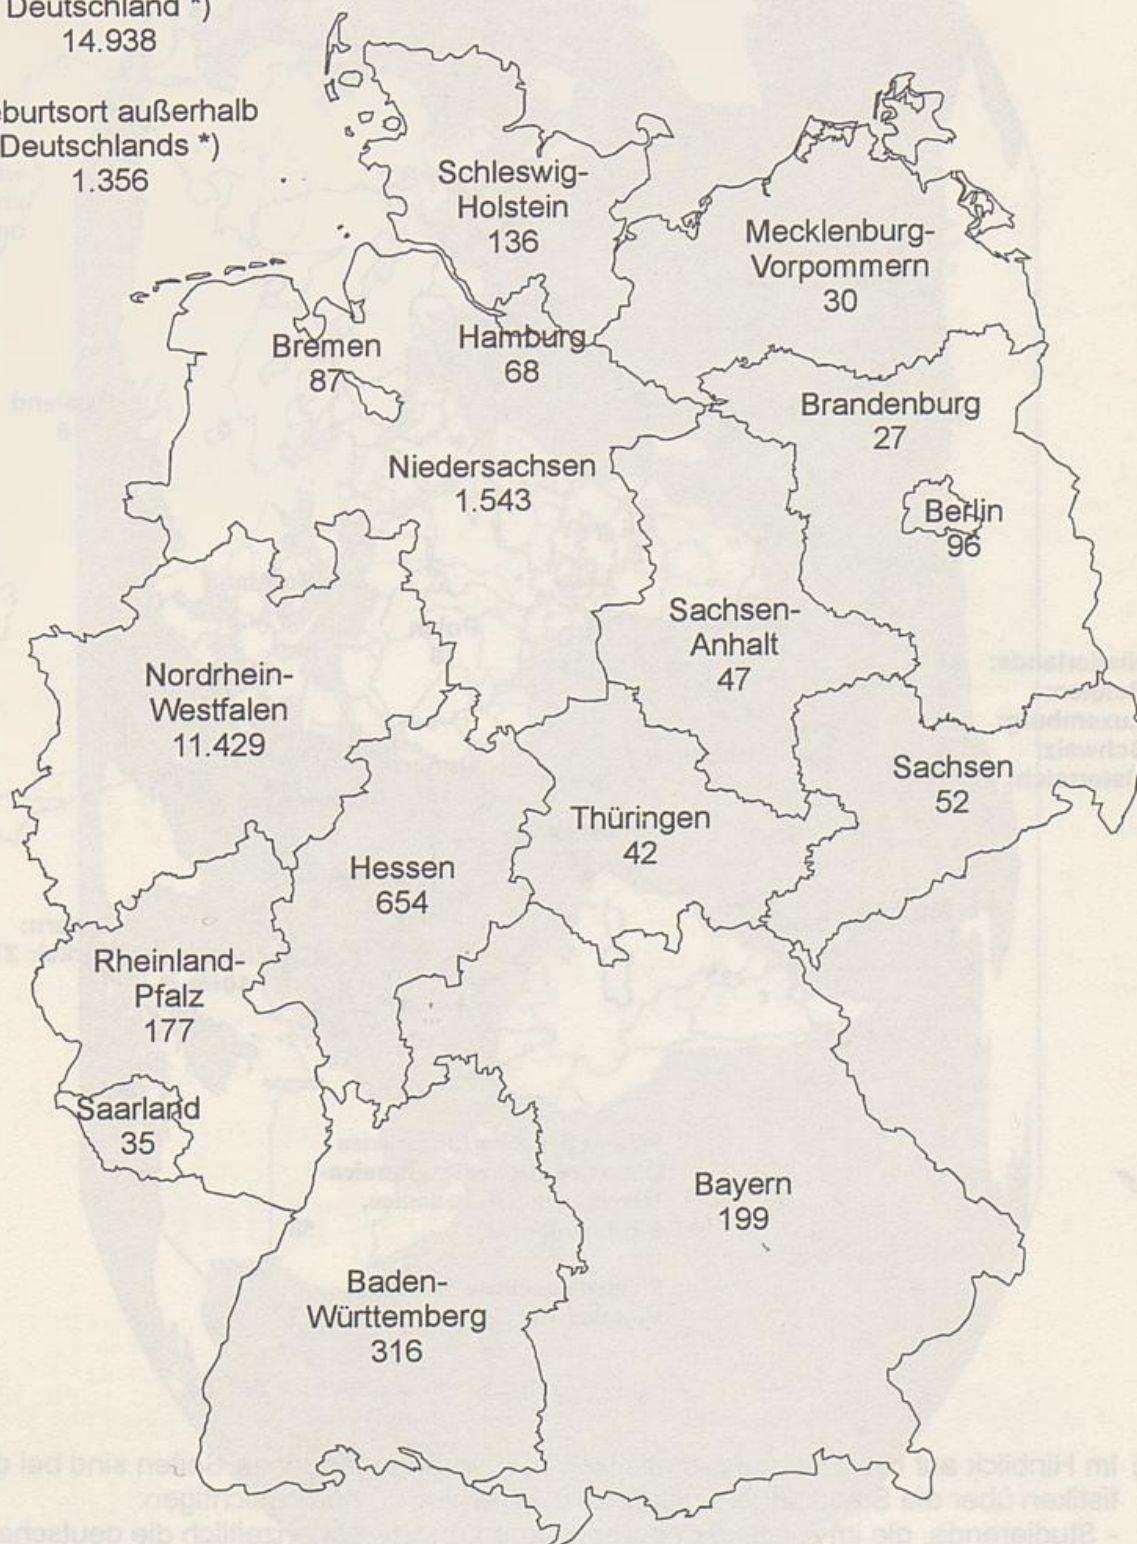 Deutschland *)
14.938
eburtsort außerhalb
Deutschlands *)
1.356
Schleswig-
Holstein
136
Mecklenburg-
Vorpommern
30
Bremen
87
Hamburg
68
Brandenburg
27
Niedersachsen
1.543
Berlin
96
Sachsen-
Anhalt
47
Nordrhein-
Westfalen
11.429
Sachsen
52
Thüringen
42
Hessen
654
Rheinland-
Pfalz
177
Saarland
35
Bayern
199
Baden-
Württemberg
316